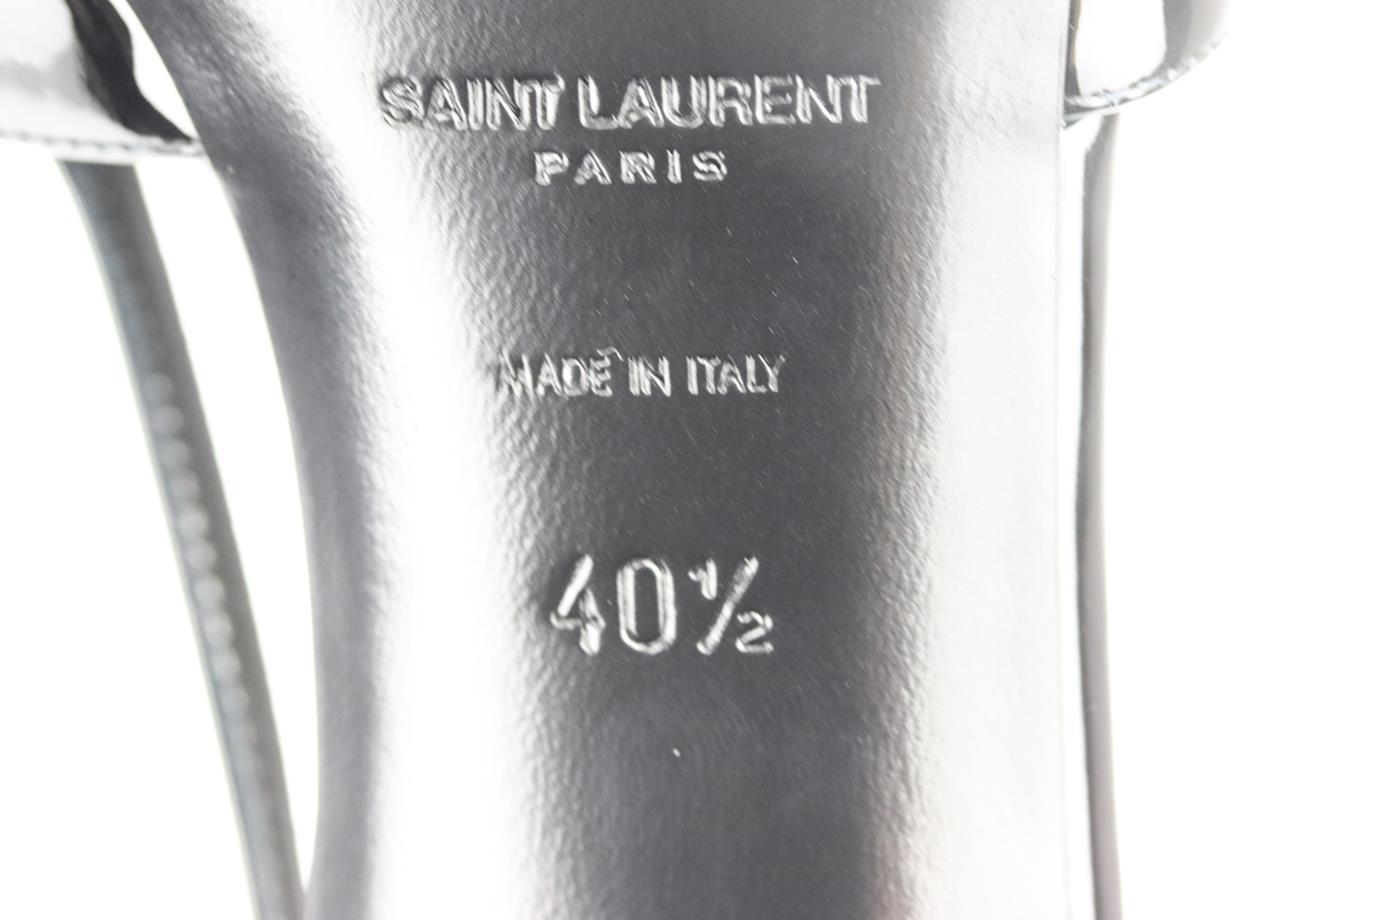 SAINT LAURENT
PARIS
MADE IN ITALY
40½